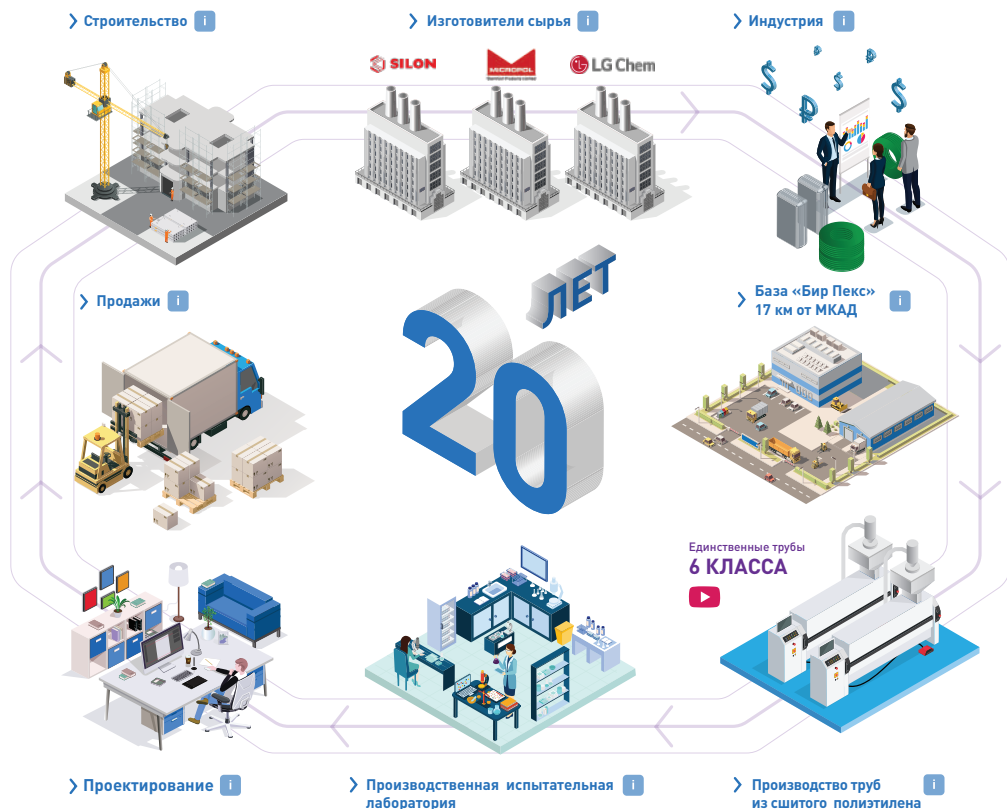 Строительство
Изготовители сырья
Индустрия
SILON
MICROPOL
LG Chem
20 ЛЕТ
Продажи
База «Бир Пекс»
17 км от МКАД
Единственные трубы
6 КЛАССА
Проектирование
Производственная испытательная
лаборатория
Производство труб
из сшитого полиэтилена